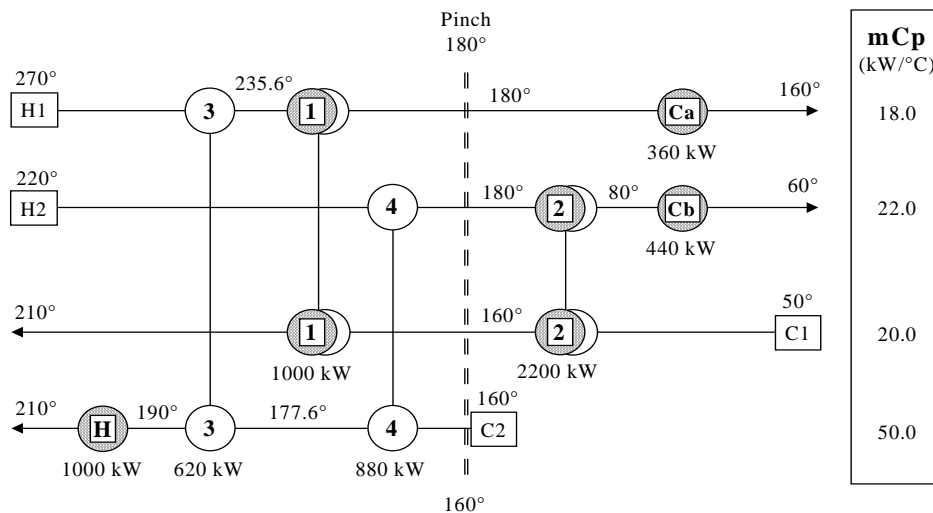 Pinch
180°
mCp
(kW/°C)
270° 235.6° 180° 160°
H1 3 1 Ca 18.0
360 kW
220° 180° 80° 60°
H2 4 2 Cb 22.0
440 kW
210° 160° 50°
1 2 C1 20.0
1000 kW 2200 kW
210° 190° 177.6° 160°
H 3 4 C2 50.0
1000 kW 620 kW 880 kW
160°